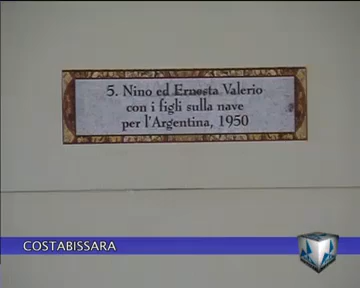 5. Nino ed Ernesta Valerio
con i figli sulla nave
per l'Argentina, 1950
COSTABISSARA